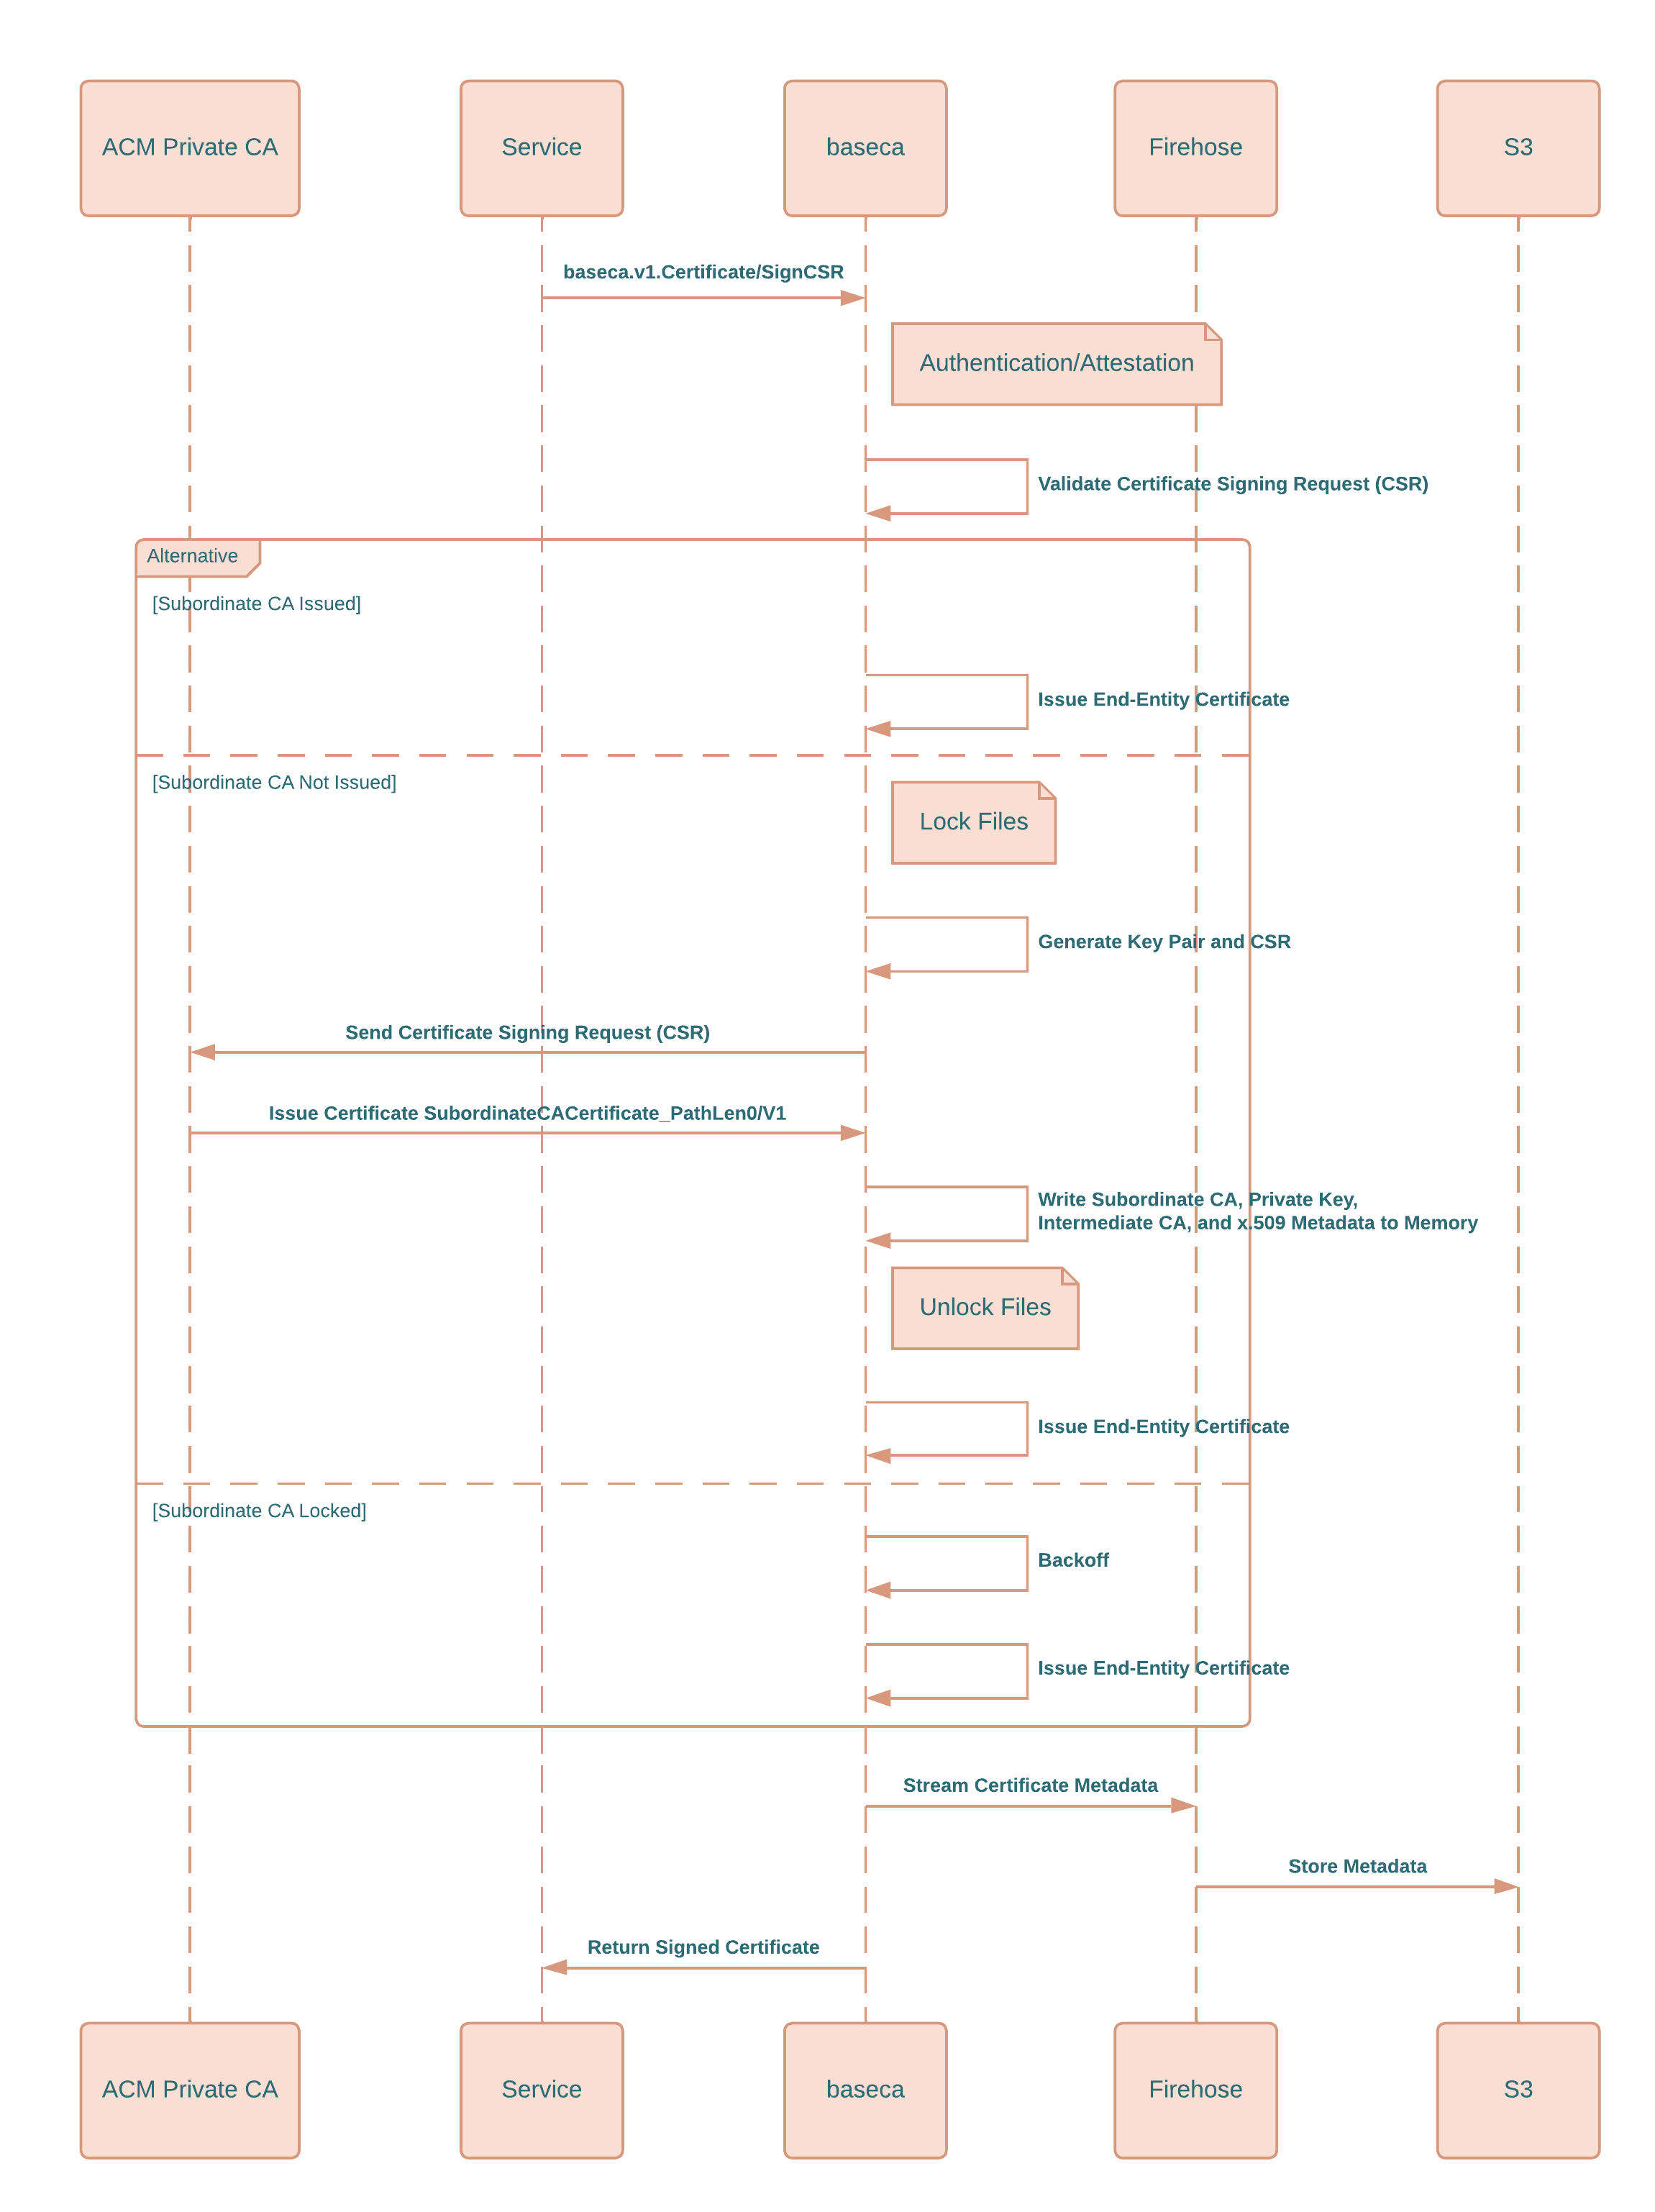 ACM Private CA
Service
baseca
Firehose
S3
baseca.v1.Certificate/SignCSR
Authentication/Attestation
Validate Certificate Signing Request (CSR)
Alternative
[Subordinate CA Issued]
Issue End-Entity Certificate
[Subordinate CA Not Issued]
Lock Files
Generate Key Pair and CSR
Send Certificate Signing Request (CSR)
Issue Certificate SubordinateCACertificate_PathLen0/V1
Write Subordinate CA, Private Key,
Intermediate CA, and x.509 Metadata to Memory
Unlock Files
Issue End-Entity Certificate
[Subordinate CA Locked]
Backoff
Issue End-Entity Certificate
Stream Certificate Metadata
Store Metadata
Return Signed Certificate
ACM Private CA
Service
baseca
Firehose
S3